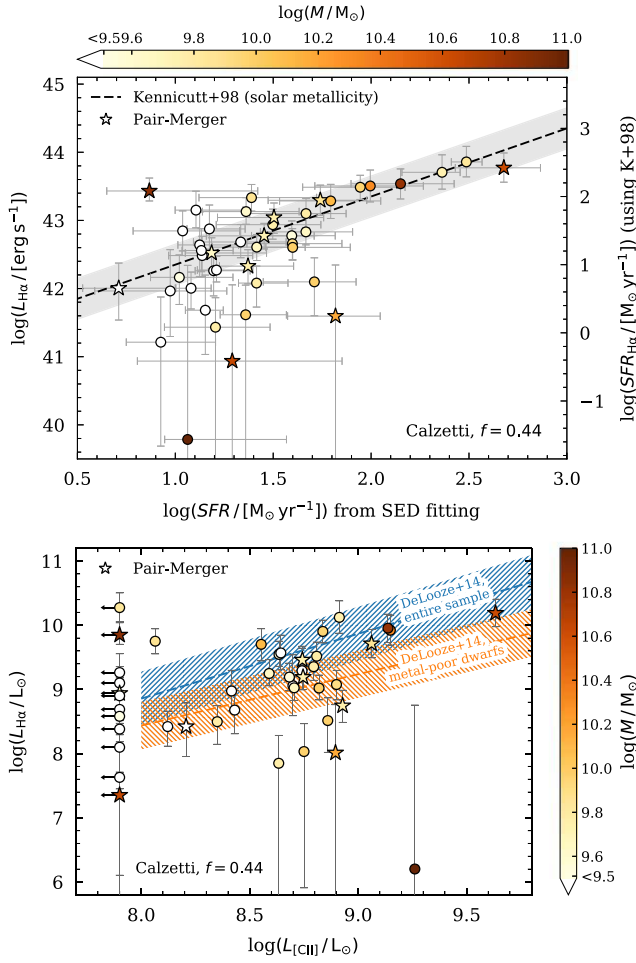 log(M / M⊙)
<9.5 9.6 9.8 10.0 10.2 10.4 10.6 10.8 11.0
45
44
43
42
41
40
log(L_Hα / [erg s⁻¹])
Kennicutt+98 (solar metallicity)
Pair-Merger
Calzetti, f = 0.44
3
2
1
0
−1
log(SFR_Hα / [M⊙ yr⁻¹]) (using K+98)
0.5 1.0 1.5 2.0 2.5 3.0
log(SFR / [M⊙ yr⁻¹]) from SED fitting
11
10
9
8
7
6
log(L_Hα / L⊙)
Pair-Merger
DeLooze+14,
entire sample
DeLooze+14,
metal-poor dwarfs
Calzetti, f = 0.44
8.0 8.5 9.0 9.5
log(L_[CII] / L⊙)
11.0
10.8
10.6
10.4
10.2
10.0
9.8
9.6
<9.5
log(M / M⊙)